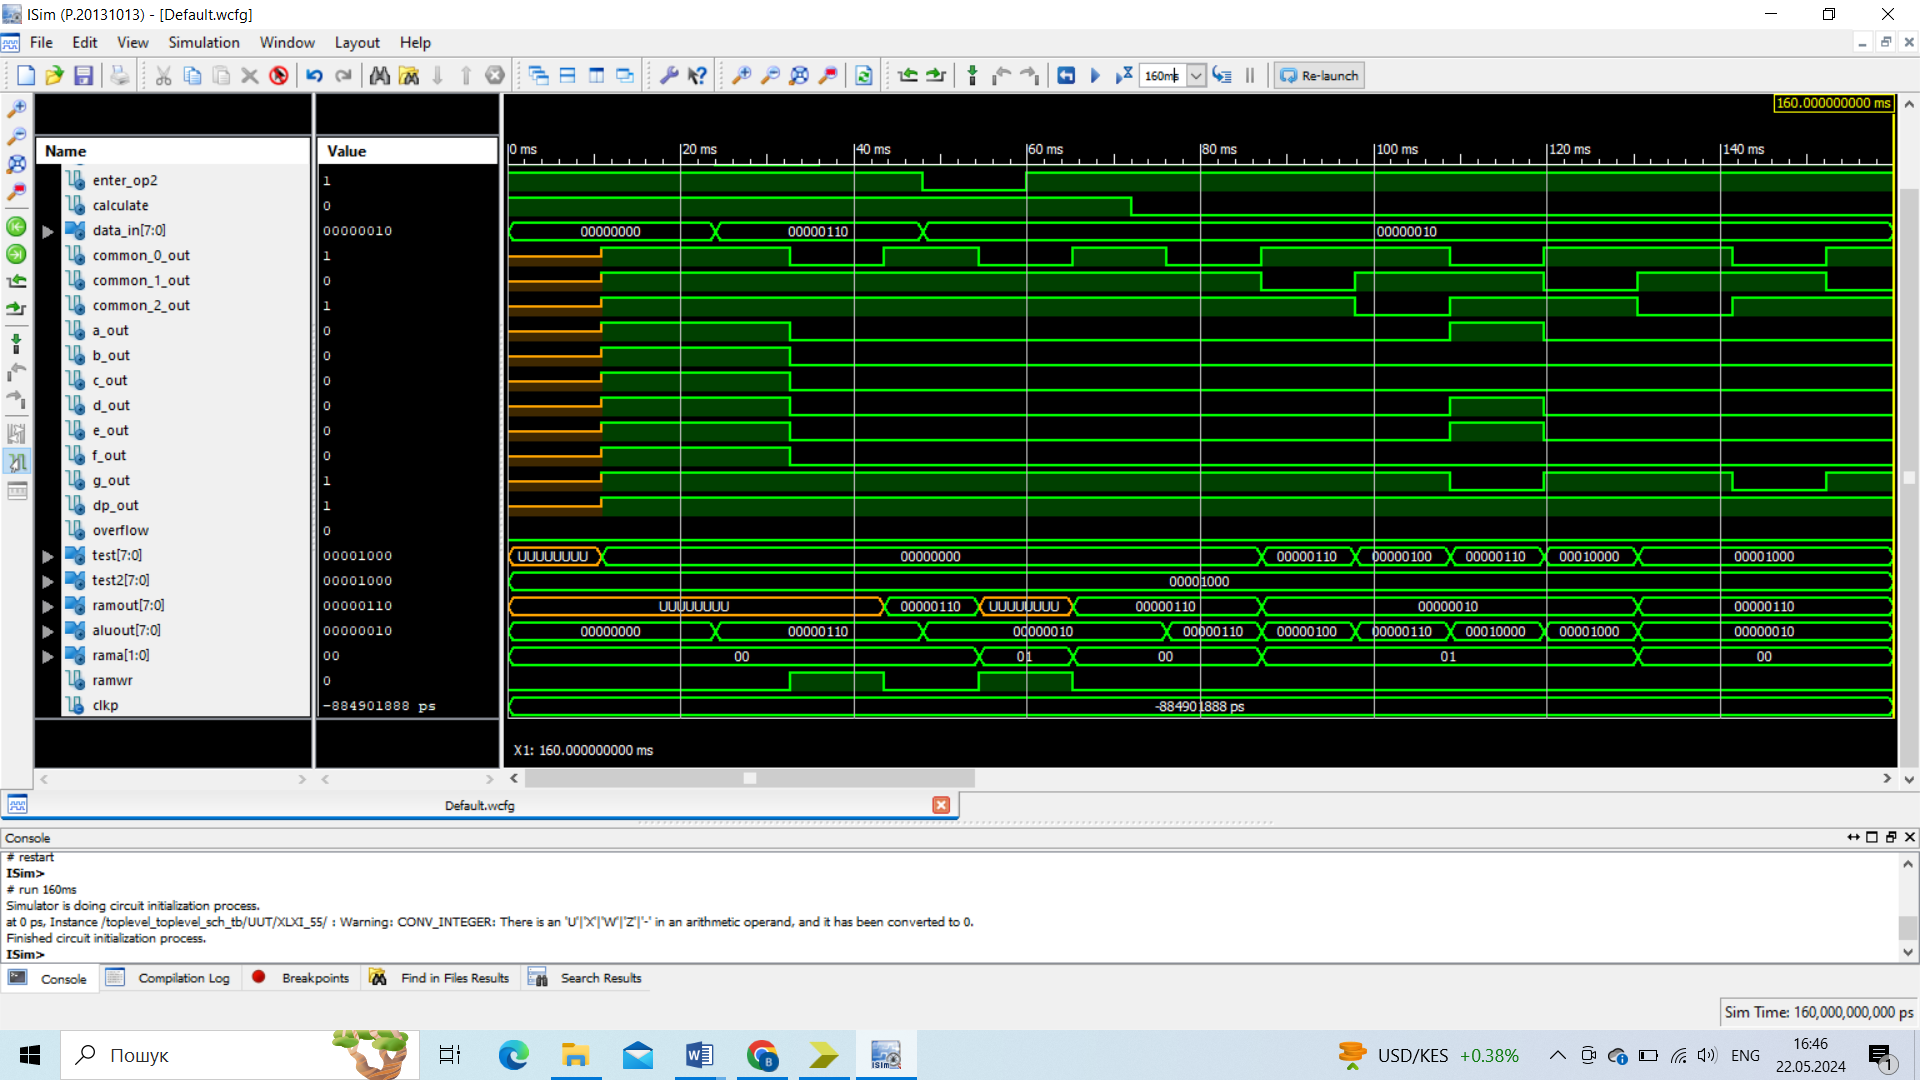 ISim (P.20131013) - [Default.wcfg]
File Edit View Simulation Window Layout Help
160ms Re-launch
160.000000000 ms
Name Value
0 ms 20 ms 40 ms 60 ms 80 ms 100 ms 120 ms 140 ms
enter_op2 1
calculate 0
data_in[7:0] 00000010 00000000 00000110 00000010
common_0_out 1
common_1_out 0
common_2_out 1
a_out 0
b_out 0
c_out 0
d_out 0
e_out 0
f_out 0
g_out 1
dp_out 1
overflow 0
test[7:0] 00001000 UUUUUUUU 00000000 00000110 00000100 00000110 00010000 00001000
test2[7:0] 00001000 00001000
ramout[7:0] 00000110 UUUUUUUU 00000110 UUUUUUUU 00000110 00000010 00000110
aluout[7:0] 00000010 00000000 00000110 00000010 00000110 00000100 00000110 00010000 00001000 00000010
rama[1:0] 00 00 01 00 01 00
ramwr 0
clkp -884901888 ps -884901888 ps
X1: 160.000000000 ms
Default.wcfg
Console
# restart
ISim>
# run 160ms
Simulator is doing circuit initialization process.
at 0 ps, Instance /toplevel_toplevel_sch_tb/UUT/XLXI_55/ : Warning: CONV_INTEGER: There is an 'U'|'X'|'W'|'Z'|'-' in an arithmetic operand, and it has been converted to 0.
Finished circuit initialization process.
ISim>
Console Compilation Log Breakpoints Find in Files Results Search Results
Sim Time: 160,000,000,000 ps
Пошук
USD/KES +0.38%
ENG
16:46
22.05.2024
1